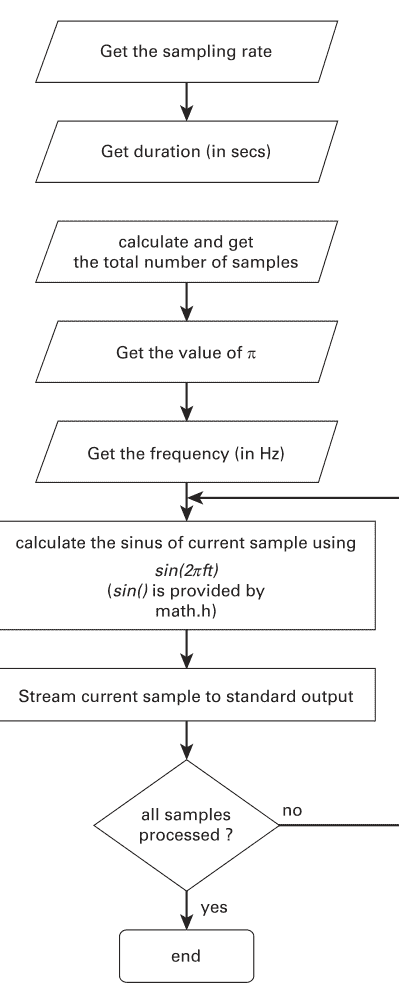 Get the sampling rate
Get duration (in secs)
calculate and get
the total number of samples
Get the value of π
Get the frequency (in Hz)
calculate the sinus of current sample using
sin(2πft)
(sin() is provided by
math.h)
Stream current sample to standard output
all samples
processed ?
no
yes
end